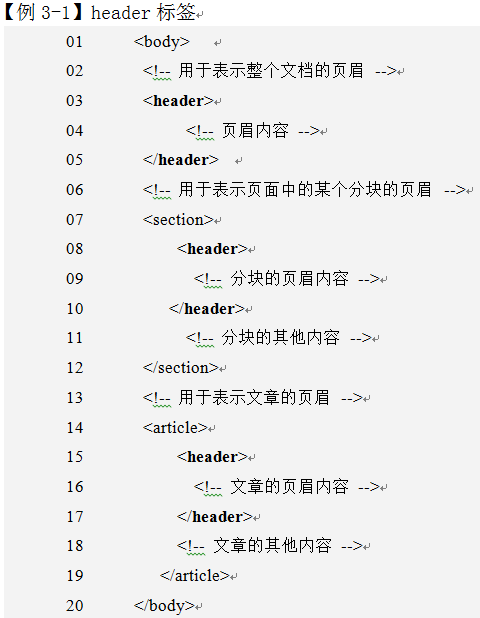 【例 3-1】header 标签
01 <body>
02 <!-- 用于表示整个文档的页眉 -->
03 <header>
04 <!-- 页眉内容 -->
05 </header>
06 <!-- 用于表示页面中的某个分块的页眉 -->
07 <section>
08 <header>
09 <!-- 分块的页眉内容 -->
10 </header>
11 <!-- 分块的其他内容 -->
12 </section>
13 <!-- 用于表示文章的页眉 -->
14 <article>
15 <header>
16 <!-- 文章的页眉内容 -->
17 </header>
18 <!-- 文章的其他内容 -->
19 </article>
20 </body>